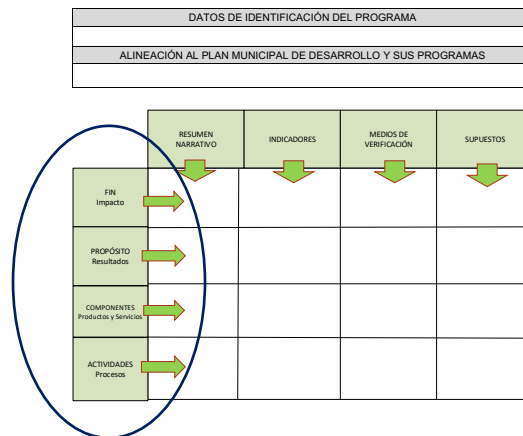 DATOS DE IDENTIFICACIÓN DEL PROGRAMA
ALINEACIÓN AL PLAN MUNICIPAL DE DESARROLLO Y SUS PROGRAMAS
RESUMEN
NARRATIVO
INDICADORES
MEDIOS DE
VERIFICACIÓN
SUPUESTOS
FIN
Impacto
PROPÓSITO
Resultados
COMPONENTES
Productos y Servicios
ACTIVIDADES
Procesos